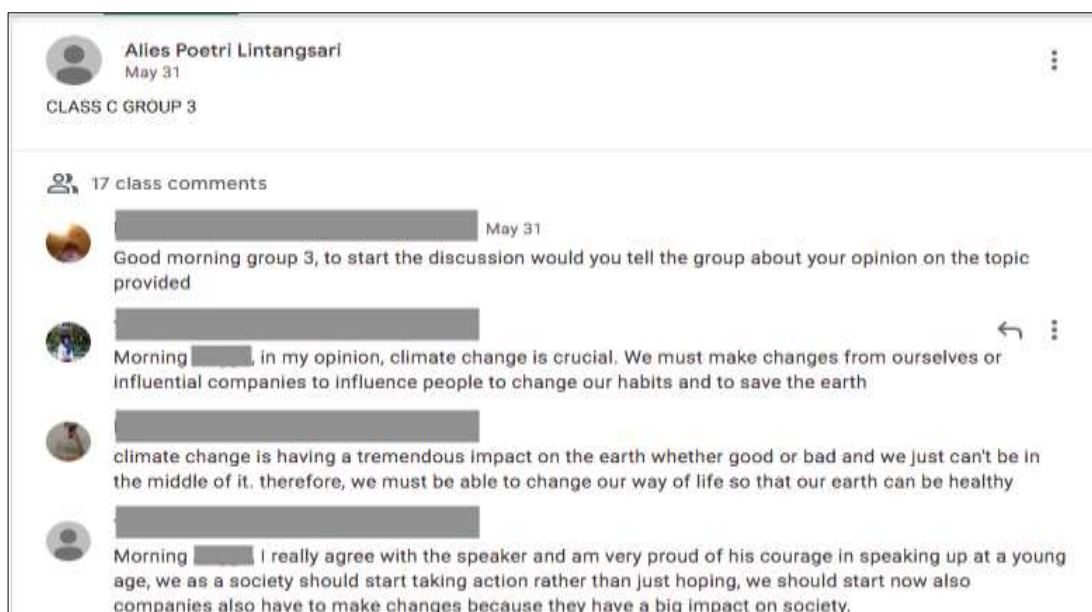 Alies Poetri Lintangsari
May 31
CLASS C GROUP 3
17 class comments
May 31
Good morning group 3, to start the discussion would you tell the group about your opinion on the topic
provided
Morning , in my opinion, climate change is crucial. We must make changes from ourselves or
influential companies to influence people to change our habits and to save the earth
climate change is having a tremendous impact on the earth whether good or bad and we just can't be in
the middle of it. therefore, we must be able to change our way of life so that our earth can be healthy
Morning I really agree with the speaker and am very proud of his courage in speaking up at a young
age, we as a society should start taking action rather than just hoping, we should start now also
companies also have to make changes because they have a big impact on society.